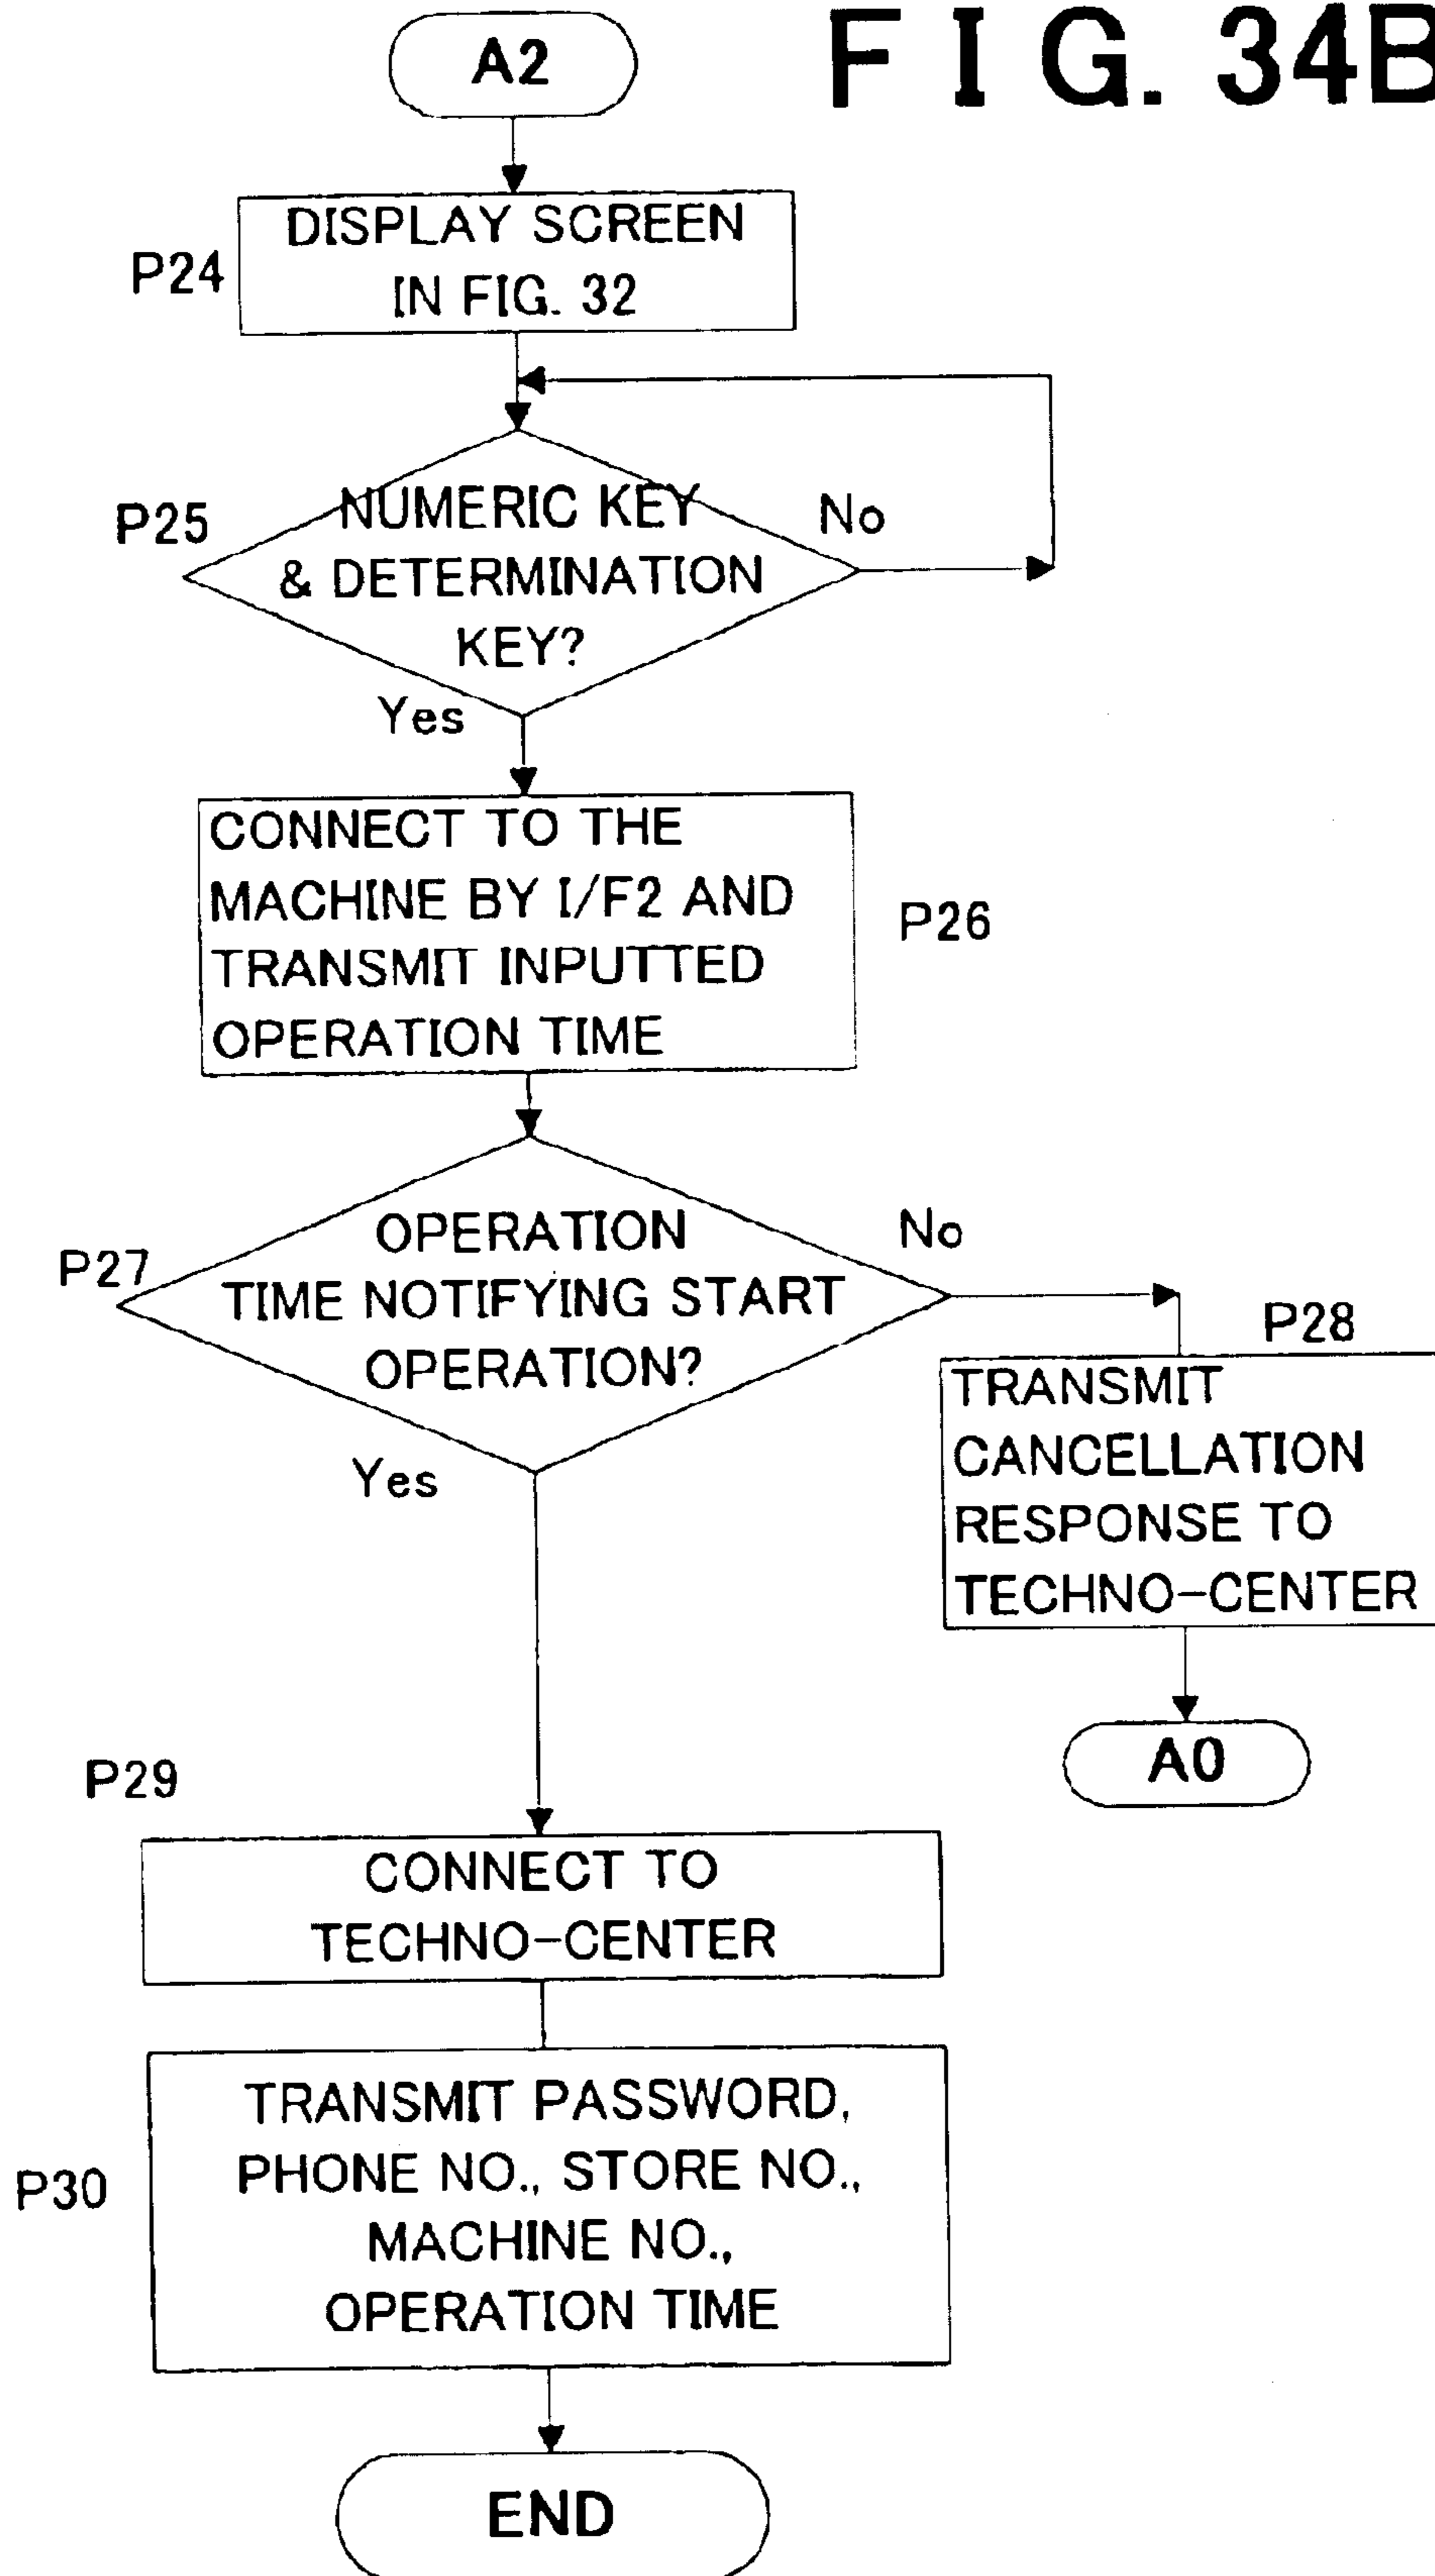 FIG. 34B
A2
P24
DISPLAY SCREEN
IN FIG. 32
P25
NUMERIC KEY
& DETERMINATION
KEY?
No
Yes
CONNECT TO THE
MACHINE BY I/F2 AND
TRANSMIT INPUTTED
OPERATION TIME
P26
P27
OPERATION
TIME NOTIFYING START
OPERATION?
No
Yes
P28
TRANSMIT
CANCELLATION
RESPONSE TO
TECHNO-CENTER
A0
P29
CONNECT TO
TECHNO-CENTER
P30
TRANSMIT PASSWORD,
PHONE NO., STORE NO.,
MACHINE NO.,
OPERATION TIME
END